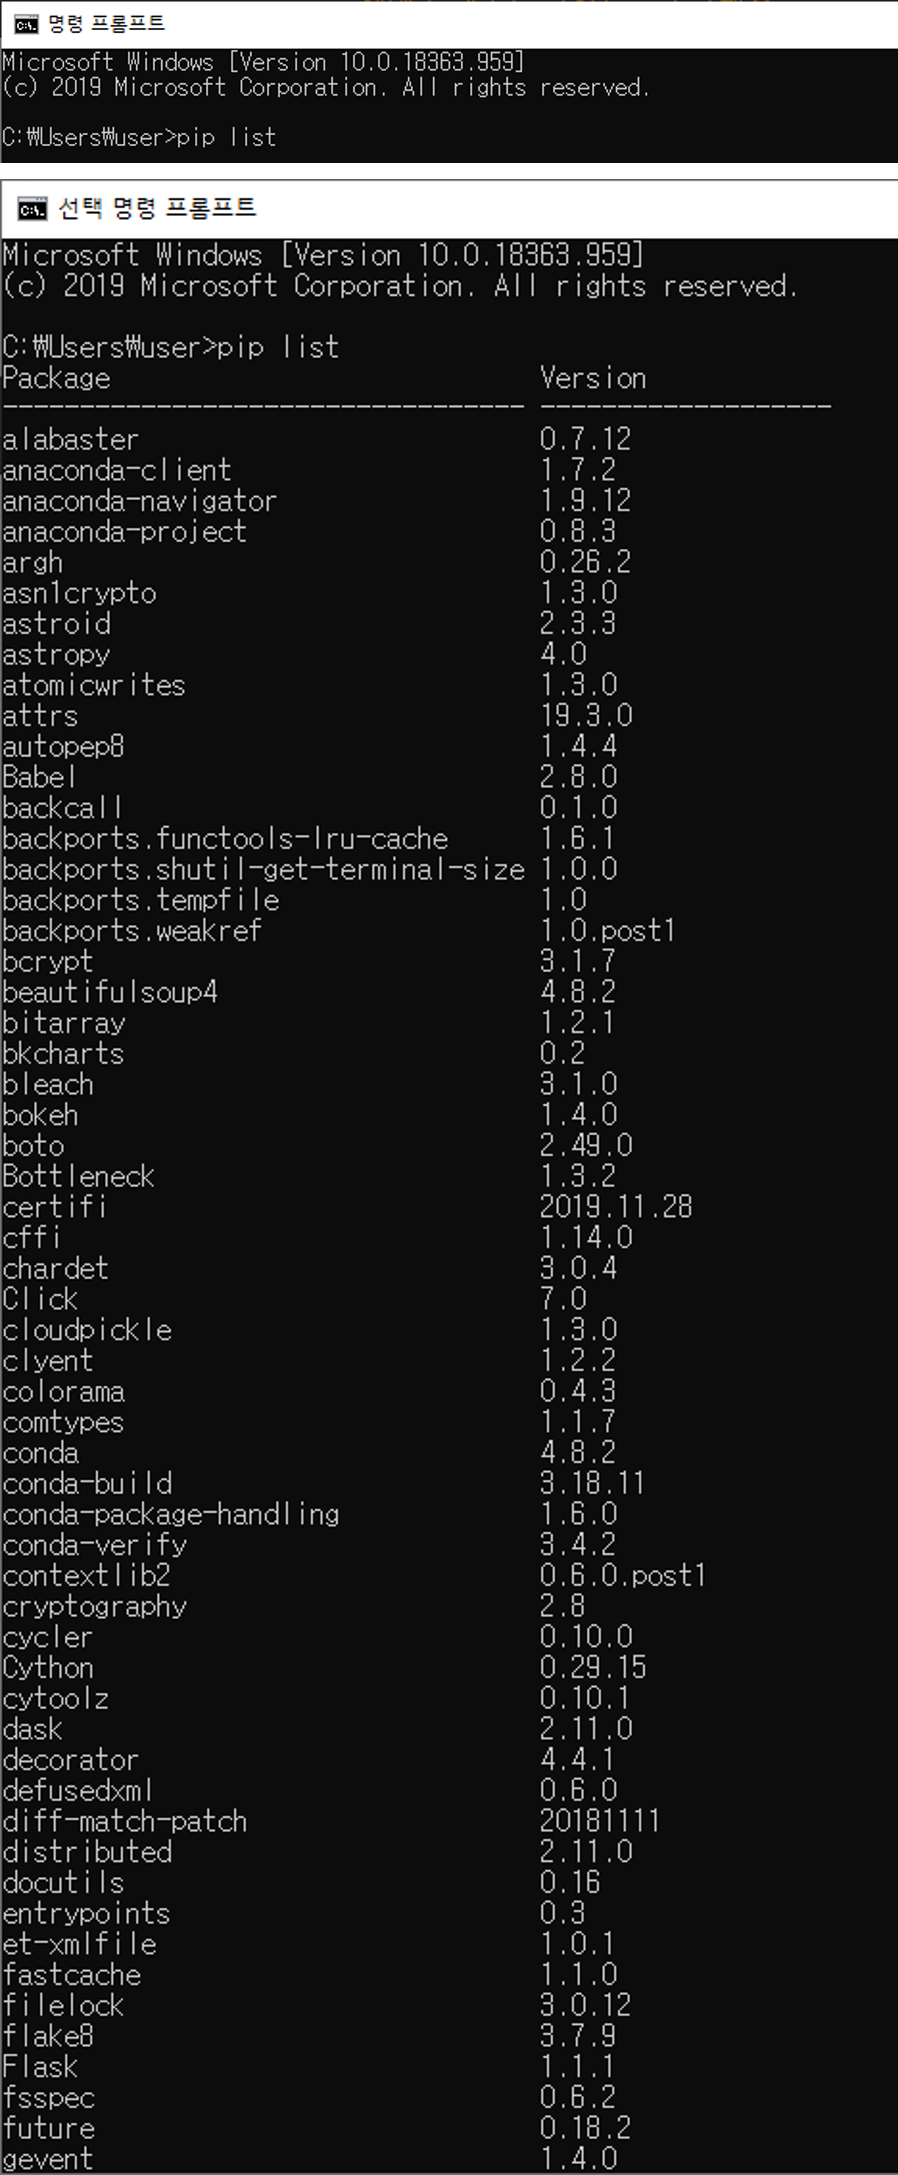 명령 프롬프트
Microsoft Windows [Version 10.0.18363.959]
(c) 2019 Microsoft Corporation. All rights reserved.
C:₩Users₩user>pip list
선택 명령 프롬프트
Microsoft Windows [Version 10.0.18363.959]
(c) 2019 Microsoft Corporation. All rights reserved.
C:₩Users₩user>pip list
Package Version
---------------------------------- -------------------
alabaster 0.7.12
anaconda-client 1.7.2
anaconda-navigator 1.9.12
anaconda-project 0.8.3
argh 0.26.2
asn1crypto 1.3.0
astroid 2.3.3
astropy 4.0
atomicwrites 1.3.0
attrs 19.3.0
autopep8 1.4.4
Babel 2.8.0
backcall 0.1.0
backports.functools-lru-cache 1.6.1
backports.shutil-get-terminal-size 1.0.0
backports.tempfile 1.0
backports.weakref 1.0.post1
bcrypt 3.1.7
beautifulsoup4 4.8.2
bitarray 1.2.1
bkcharts 0.2
bleach 3.1.0
bokeh 1.4.0
boto 2.49.0
Bottleneck 1.3.2
certifi 2019.11.28
cffi 1.14.0
chardet 3.0.4
Click 7.0
cloudpickle 1.3.0
clyent 1.2.2
colorama 0.4.3
comtypes 1.1.7
conda 4.8.2
conda-build 3.18.11
conda-package-handling 1.6.0
conda-verify 3.4.2
contextlib2 0.6.0.post1
cryptography 2.8
cycler 0.10.0
Cython 0.29.15
cytoolz 0.10.1
dask 2.11.0
decorator 4.4.1
defusedxml 0.6.0
diff-match-patch 20181111
distributed 2.11.0
docutils 0.16
entrypoints 0.3
et-xmlfile 1.0.1
fastcache 1.1.0
filelock 3.0.12
flake8 3.7.9
Flask 1.1.1
fsspec 0.6.2
future 0.18.2
gevent 1.4.0